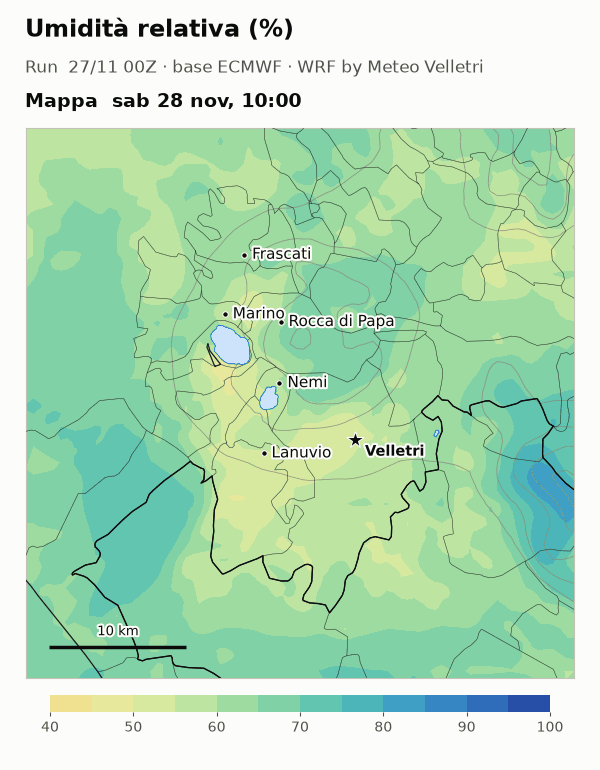 Umidità relativa (%)
Run  27/11 00Z · base ECMWF · WRF by Meteo Velletri
Mappa  sab 28 nov, 10:00
Frascati
Marino
Rocca di Papa
Nemi
Velletri
Lanuvio
10 km
40 50 60 70 80 90 100